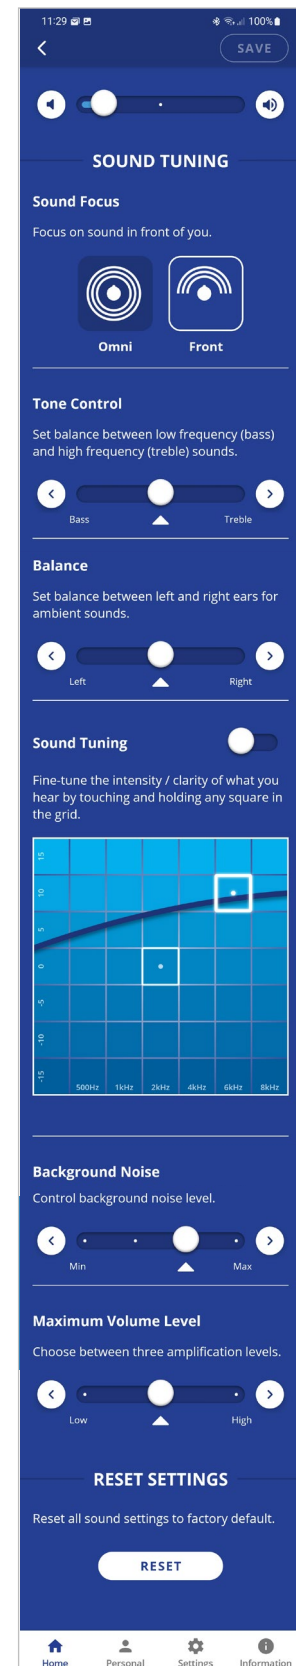 11:29
100%
SAVE
SOUND TUNING
Sound Focus
Focus on sound in front of you.
Omni
Front
Tone Control
Set balance between low frequency (bass)
and high frequency (treble) sounds.
Bass
Treble
Balance
Set balance between left and right ears for
ambient sounds.
Left
Right
Sound Tuning
Fine-tune the intensity / clarity of what you
hear by touching and holding any square in
the grid.
15
10
5
0
-5
-10
-15
500Hz 1kHz 2kHz 4kHz 6kHz 8kHz
Background Noise
Control background noise level.
Min
Max
Maximum Volume Level
Choose between three amplification levels.
Low
High
RESET SETTINGS
Reset all sound settings to factory default.
RESET
Home Personal Settings Information